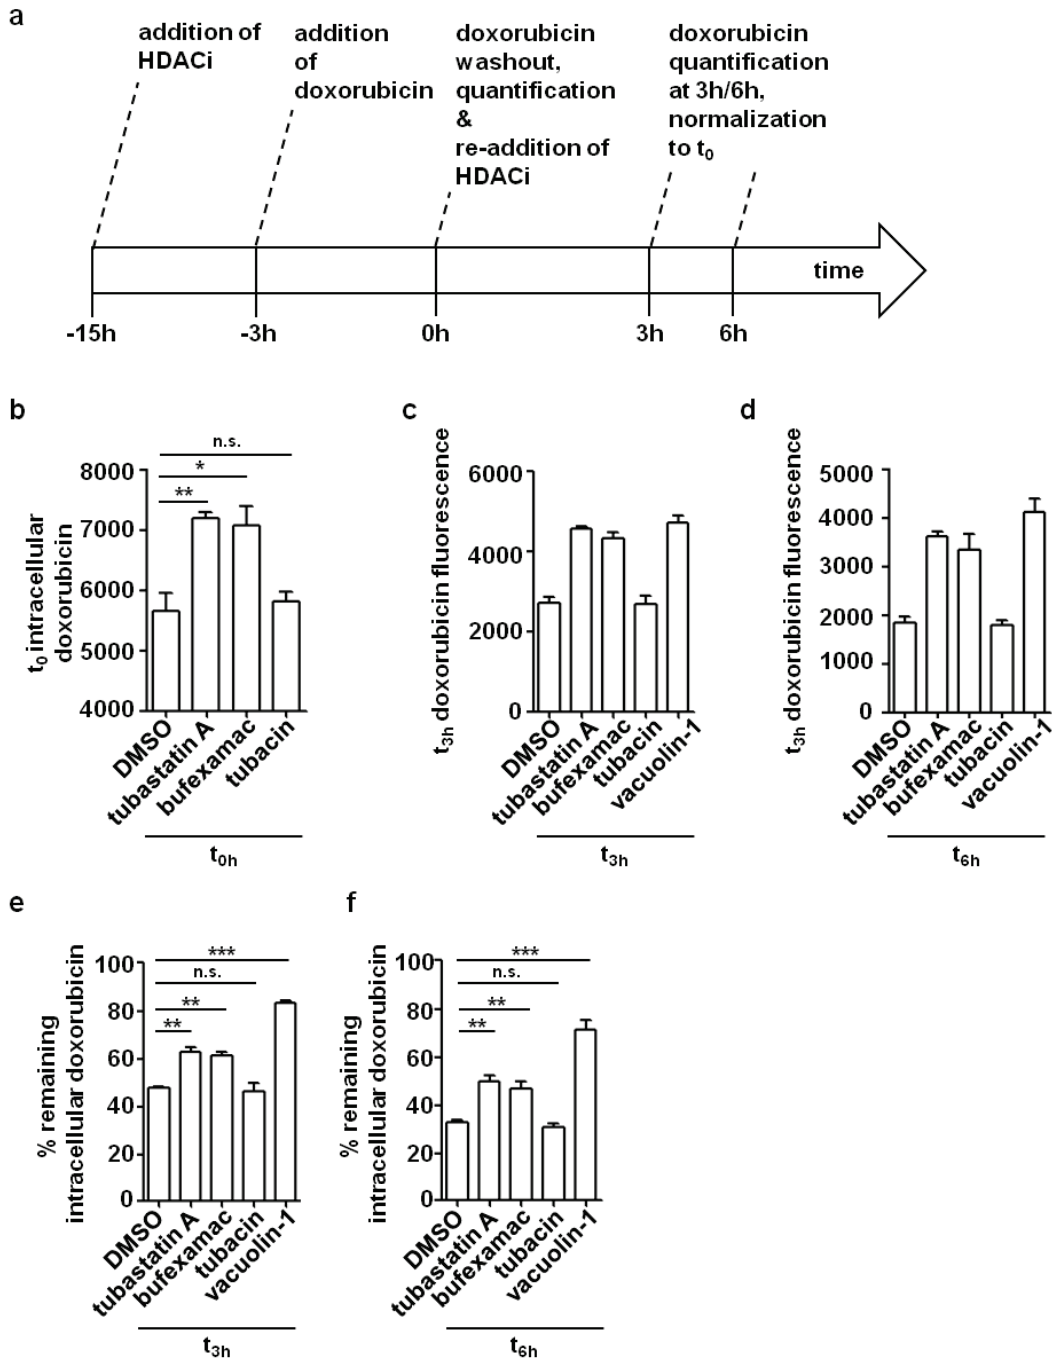 a
addition of
HDACi
addition
of
doxorubicin
doxorubicin
washout,
quantification
&
re-addition of
HDACi
doxorubicin
quantification
at 3h/6h,
normalization
to t0
time
-15h
-3h
0h
3h
6h
b
t0 intracellular
doxorubicin
8000
7000
6000
5000
4000
n.s.
*
**
DMSO
tubastatin A
bufexamac
tubacin
t0h
c
t3h doxorubicin fluorescence
6000
4000
2000
0
DMSO
tubastatin A
bufexamac
tubacin
vacuolin-1
t3h
d
t3h doxorubicin fluorescence
5000
4000
3000
2000
1000
0
DMSO
tubastatin A
bufexamac
tubacin
vacuolin-1
t6h
e
% remaining
intracellular doxorubicin
100
80
60
40
20
0
***
n.s.
**
**
DMSO
tubastatin A
bufexamac
tubacin
vacuolin-1
t3h
f
% remaining
intracellular doxorubicin
100
80
60
40
20
0
***
n.s.
**
**
DMSO
tubastatin A
bufexamac
tubacin
vacuolin-1
t6h